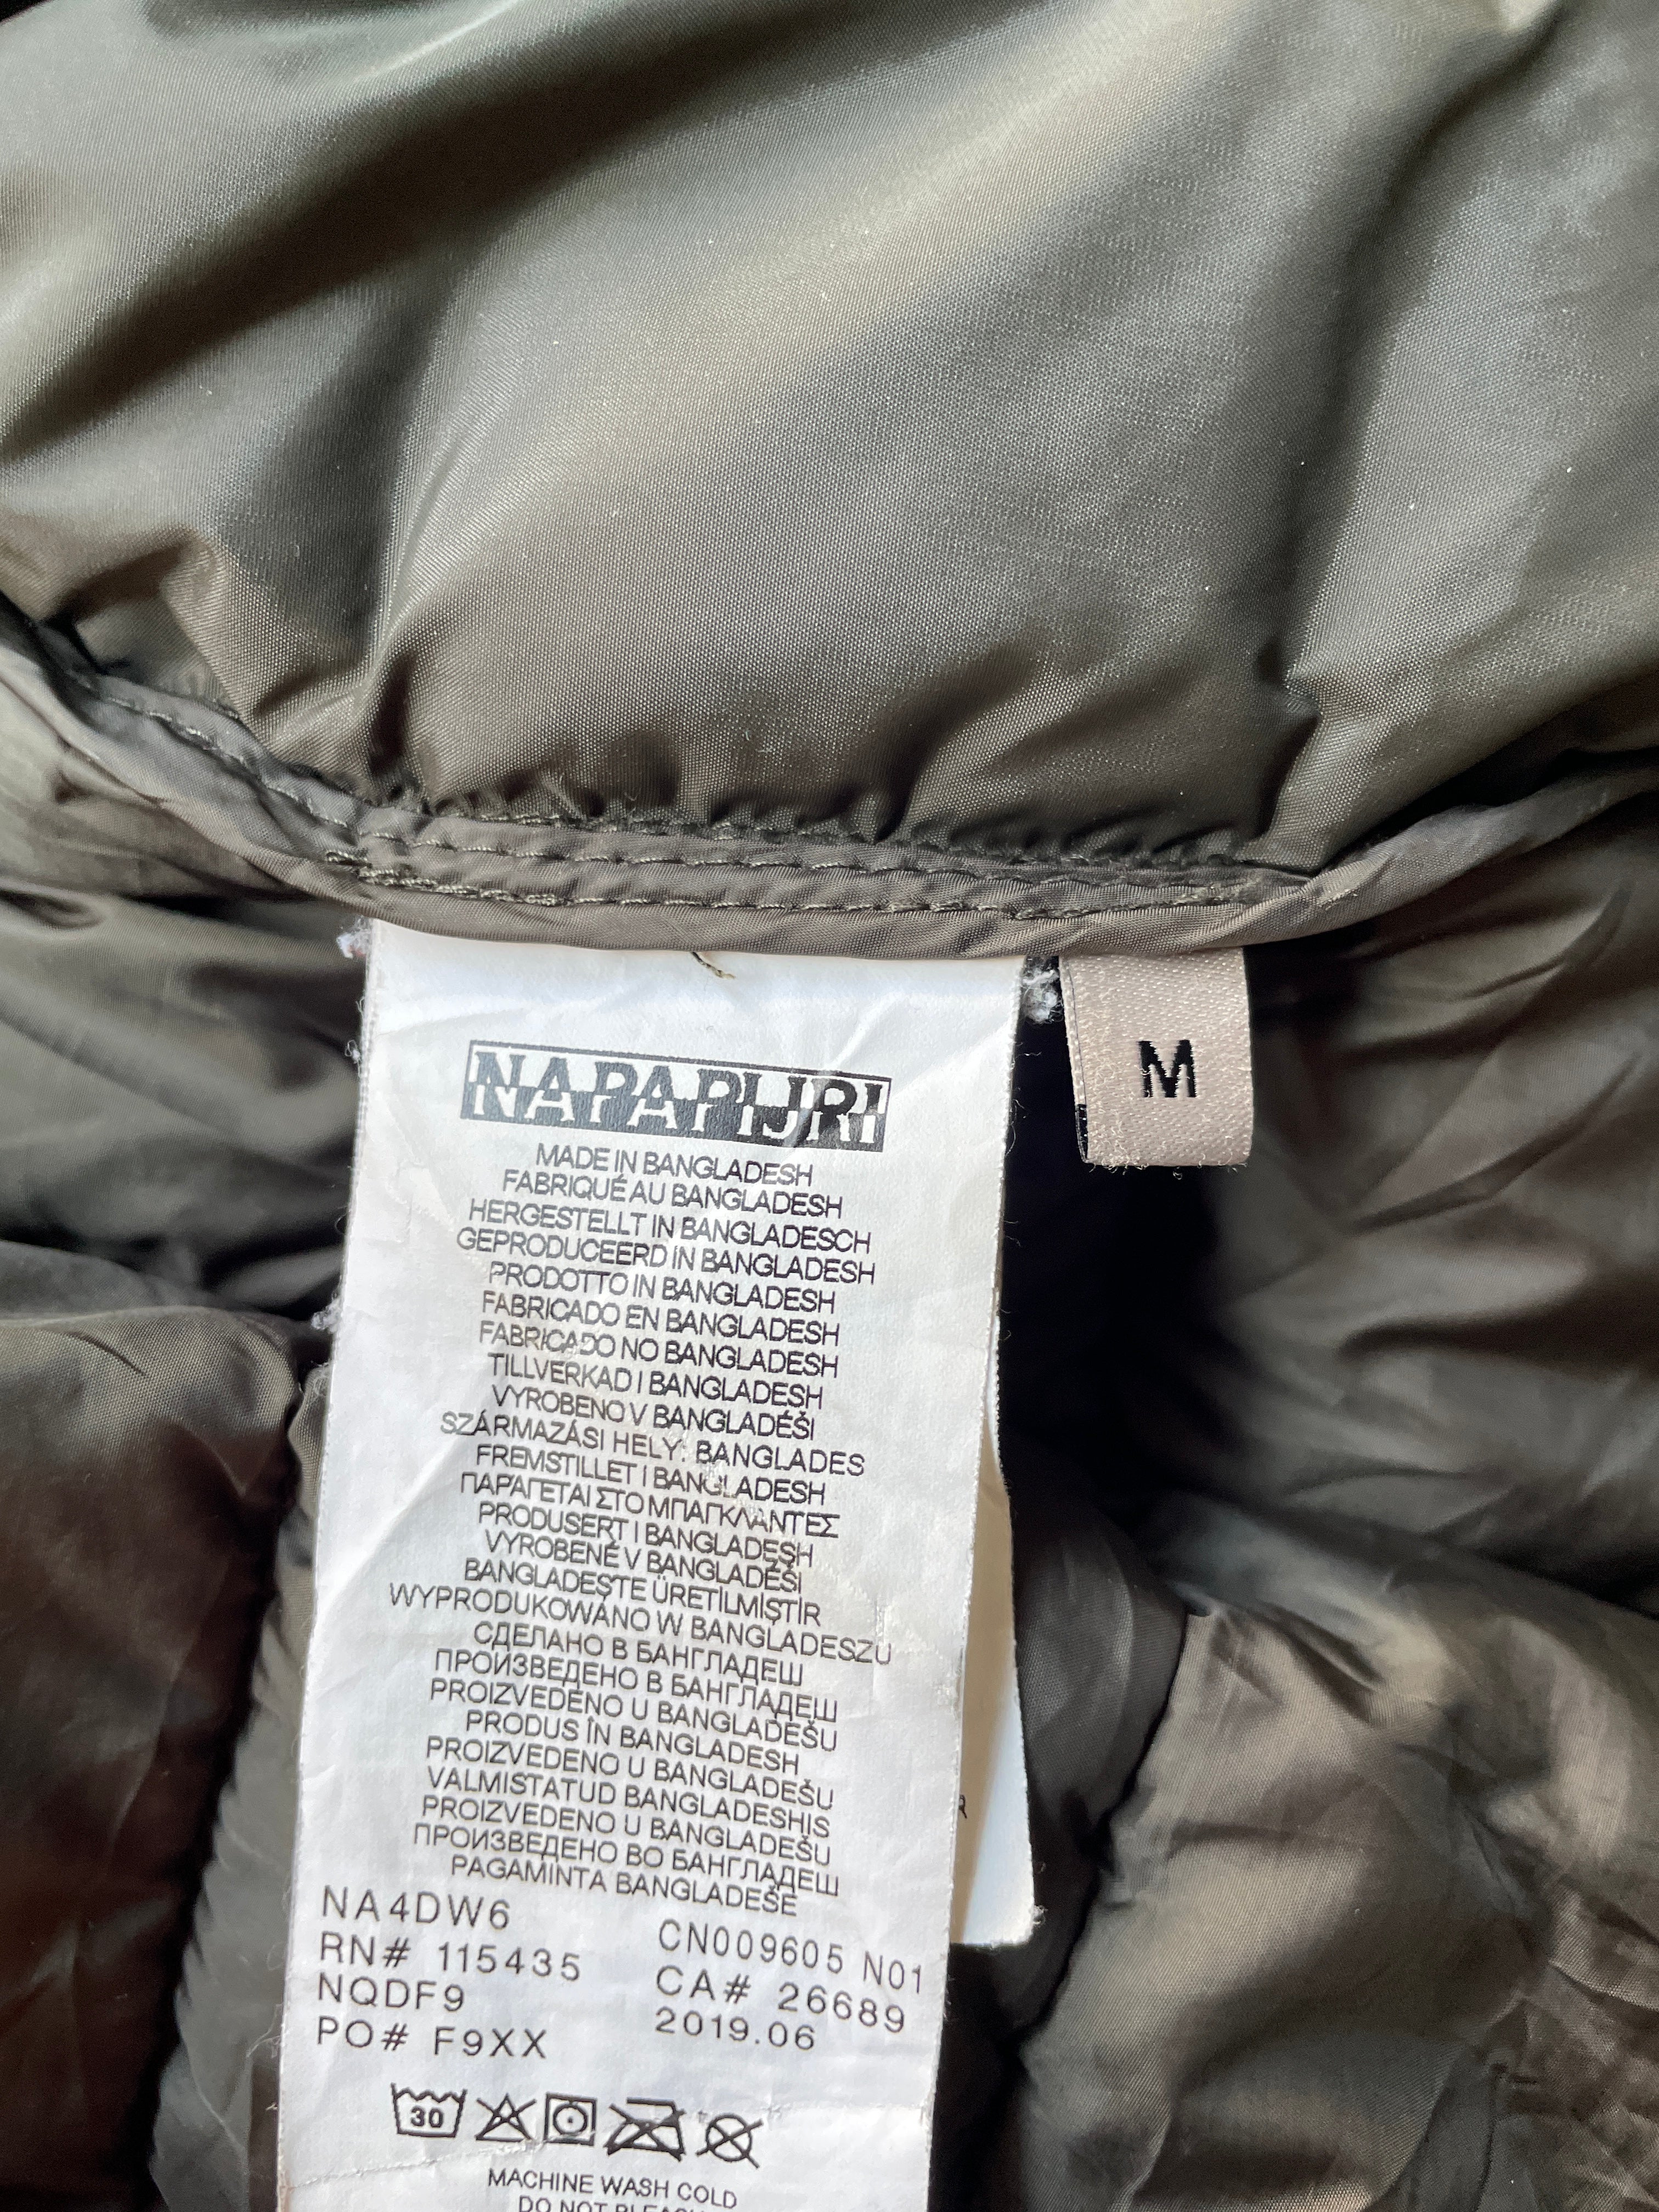 NAPAPIJRI
M
MADE IN BANGLADESH
FABRIQUÉ AU BANGLADESH
HERGESTELLT IN BANGLADESCH
GEPRODUCEERD IN BANGLADESH
PRODOTTO IN BANGLADESH
FABRICADO EN BANGLADESH
FABRICADO NO BANGLADESH
TILLVERKAD I BANGLADESH
VYROBENO V BANGLADÉŠI
SZÁRMAZÁSI HELY: BANGLADES
FREMSTILLET I BANGLADESH
ΠΑΡΑΓΕΤΑΙ ΣΤΟ ΜΠΑΓΚΛΑΝΤΕΣ
PRODUSERT I BANGLADESH
VYROBENÉ V BANGLADÉŠI
BANGLADEŞTE ÜRETİLMİŞTİR
WYPRODUKOWANO W BANGLADESZU
СДЕЛАНО В БАНГЛАДЕШ
ПРОИЗВЕДЕНО В БАНГЛАДЕШ
PROIZVEDENO U BANGLADEŠU
PRODUS ÎN BANGLADESH
PROIZVEDENO U BANGLADEŠU
VALMISTATUD BANGLADESHIS
PROIZVEDENO U BANGLADEŠU
ПРОИЗВЕДЕНО ВО БАНГЛАДЕШ
PAGAMINTA BANGLADEŠE
NA4DW6
CN009605 N01
RN# 115435
CA# 26689
NQDF9
2019.06
PO# F9XX
30
MACHINE WASH COLD
DO NOT BLEACH